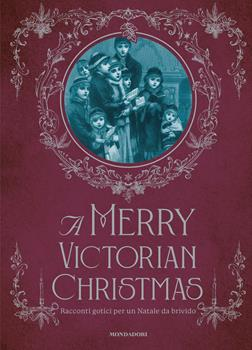 A MERRY
VICTORIAN
CHRISTMAS
Racconti gotici per un Natale da brivido
MONDADORI